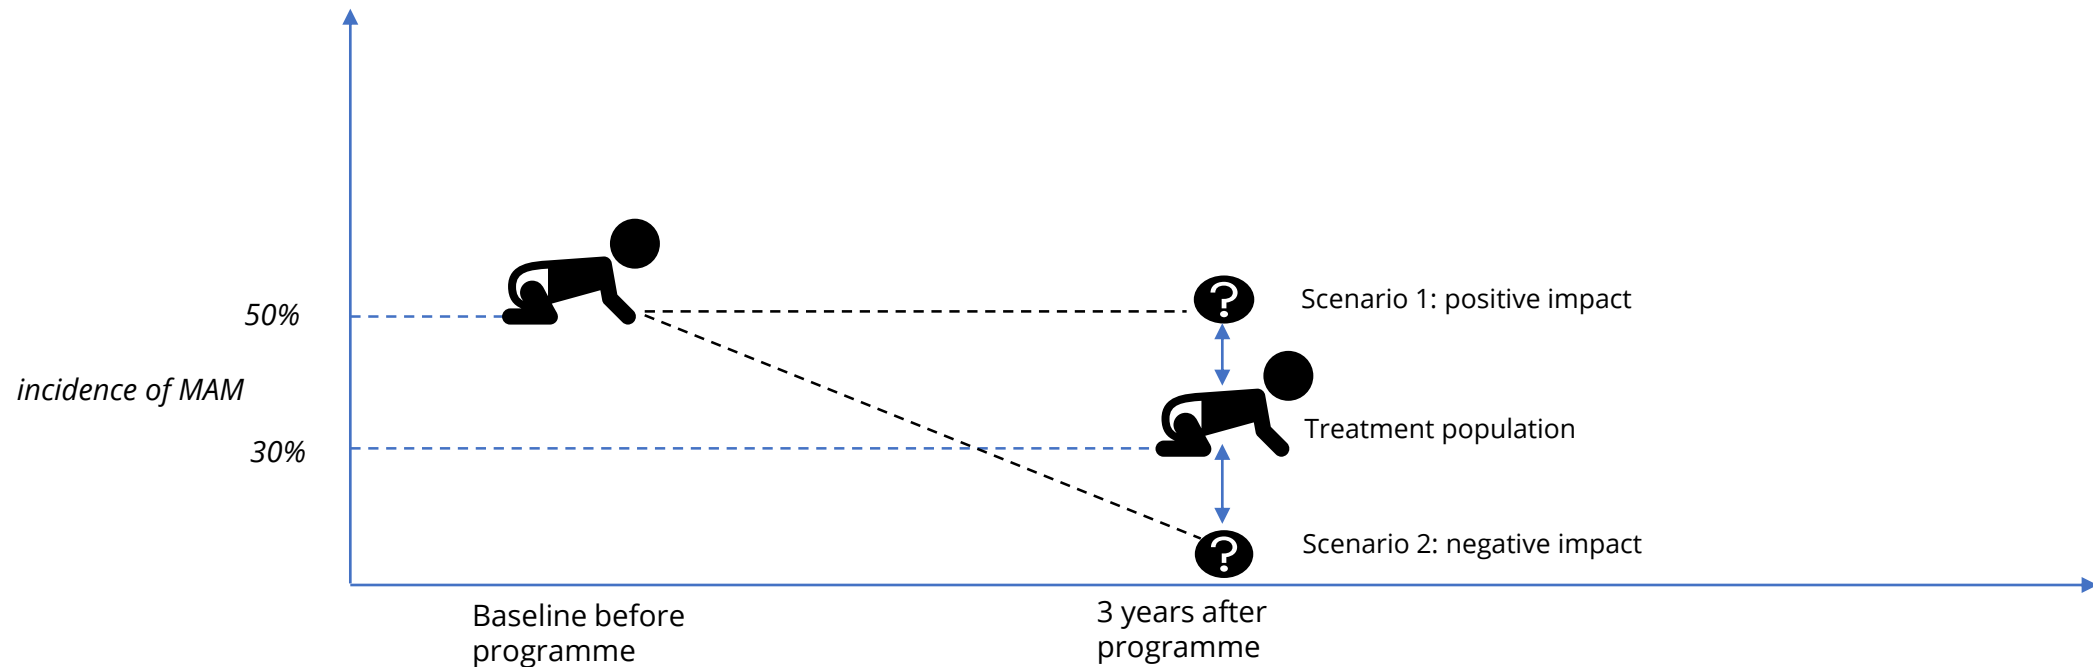 50%
incidence of MAM
30%
?
Scenario 1: positive impact
Treatment population
?
Scenario 2: negative impact
Baseline before
programme
3 years after
programme